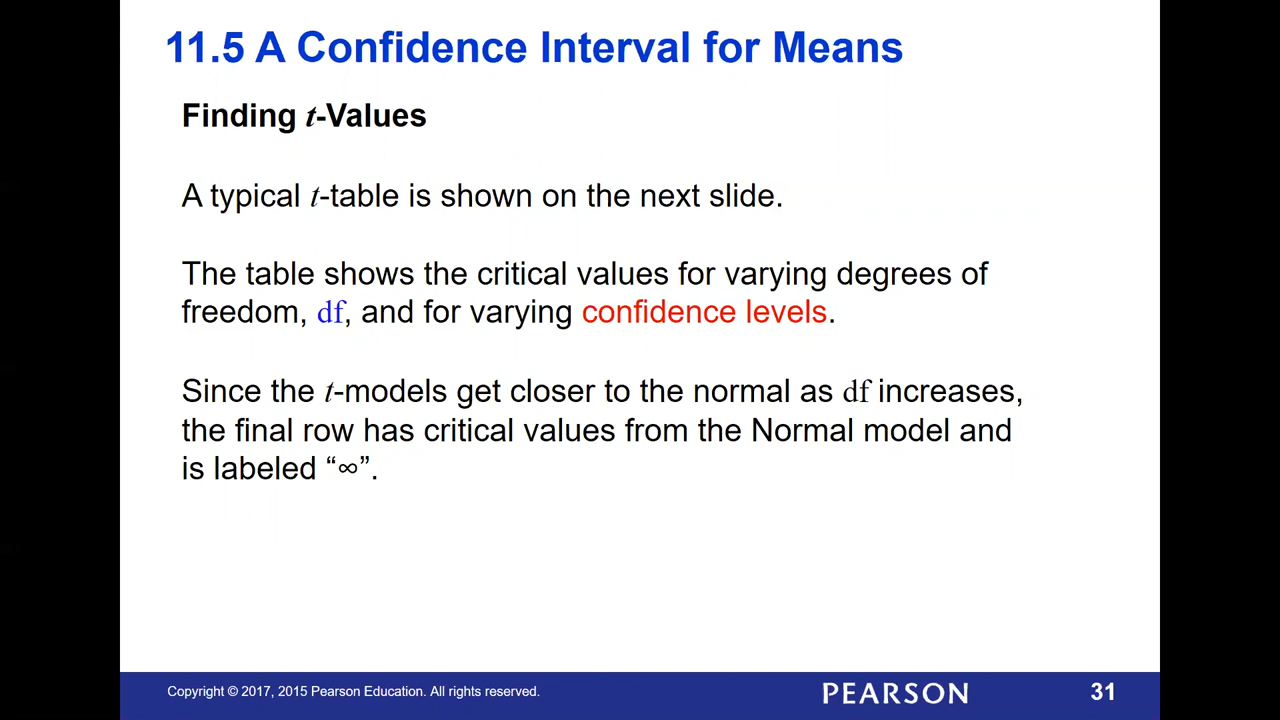 11.5 A Confidence Interval for Means
Finding t-Values
A typical t-table is shown on the next slide.
The table shows the critical values for varying degrees of
freedom, df, and for varying confidence levels.
Since the t-models get closer to the normal as df increases,
the final row has critical values from the Normal model and
is labeled “∞”.
Copyright © 2017, 2015 Pearson Education. All rights reserved.
PEARSON
31